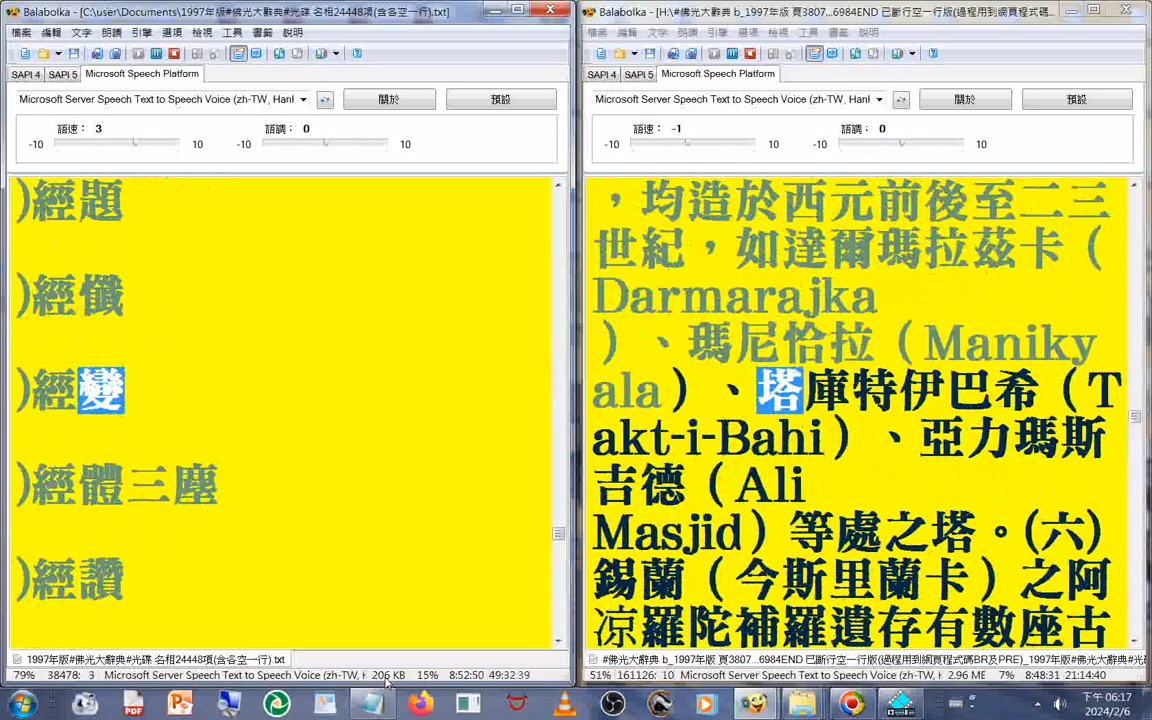 Balabolka - [C:\user\Documents\1997年版#佛光大辭典#光碟 名相24448項(含各空一行).txt]
檔案 編輯 文字 朗讀 引擎 選項 檢視 工具 書籤 說明
SAPI 4 SAPI 5 Microsoft Speech Platform
Microsoft Server Speech Text to Speech Voice (zh-TW, Han
關於 預設
語速： 3 語調： 0
-10 10 -10 10
)經題
)經懺
)經變
)經體三塵
)經讚
1997年版#佛光大辭典#光碟 名相24448項(含各空一行).txt
79% 38478: 3 Microsoft Server Speech Text to Speech Voice (zh-TW, 206 KB 15% 8:52:50 49:32:39
Balabolka - [H:\#佛光大辭典 b_1997年版 頁3807...6984END 已斷行空一行版(過程用到網頁程式碼...
檔案 編輯 文字 朗讀 引擎 選項 檢視 工具 書籤 說明
SAPI 4 SAPI 5 Microsoft Speech Platform
Microsoft Server Speech Text to Speech Voice (zh-TW, Han
關於 預設
語速： -1 語調： 0
-10 10 -10 10
，均造於西元前後至二三
世紀，如達爾瑪拉茲卡（
Darmarajka
）、瑪尼恰拉（Maniky
ala）、塔庫特伊巴希（T
akt-i-Bahi）、亞力瑪斯
吉德（Ali
Masjid）等處之塔。(六)
錫蘭（今斯里蘭卡）之阿
凉羅陀補羅遺存有數座古
#佛光大辭典 b_1997年版 頁3807...6984END 已斷行空一行版(過程用到網頁程式碼BR及PRE)_1997年版#佛光
51% 161126: 10 Microsoft Server Speech Text to Speech Voice (zh-TW, 2.96 ME 7% 8:48:31 21:14:40
PDF
下午 06:17
2024/2/6